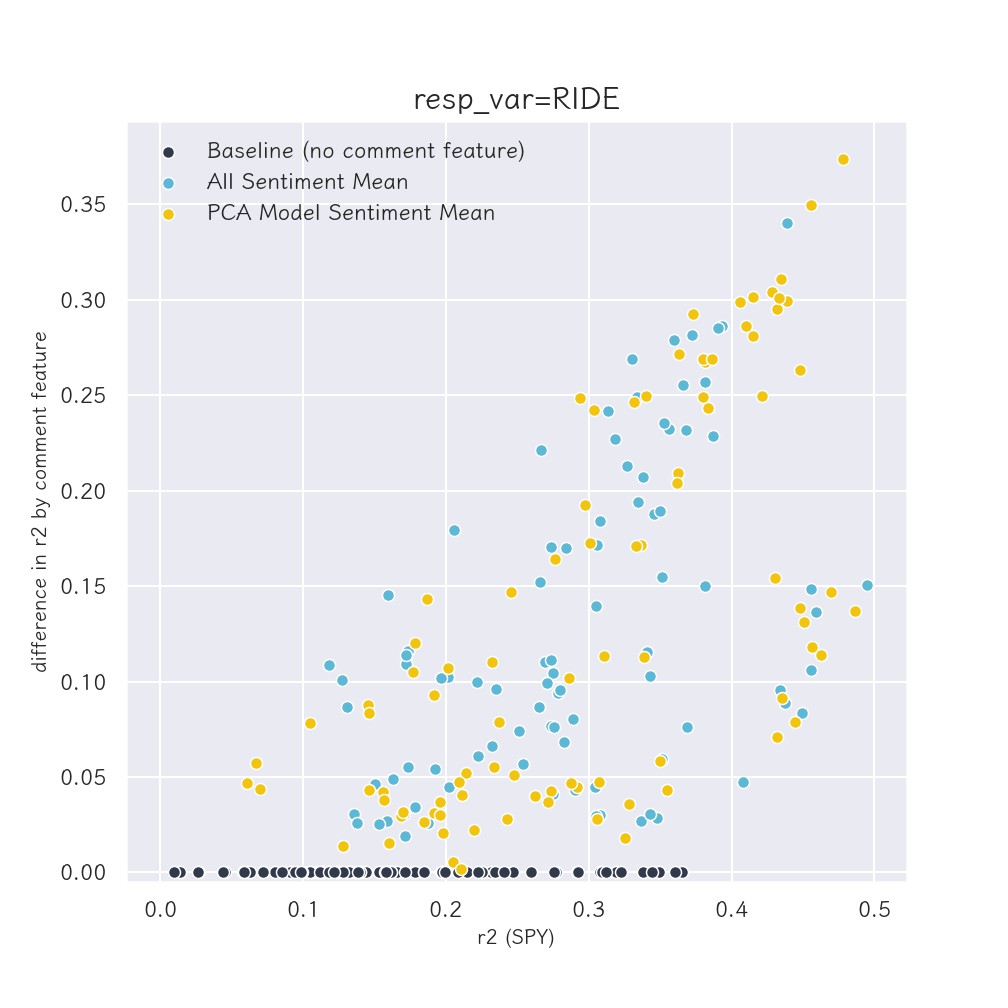 resp_var=RIDE
Baseline (no comment feature)
All Sentiment Mean
PCA Model Sentiment Mean
difference in r2 by comment feature
0.35
0.30
0.25
0.20
0.15
0.10
0.05
0.00
0.0 0.1 0.2 0.3 0.4 0.5
r2 (SPY)